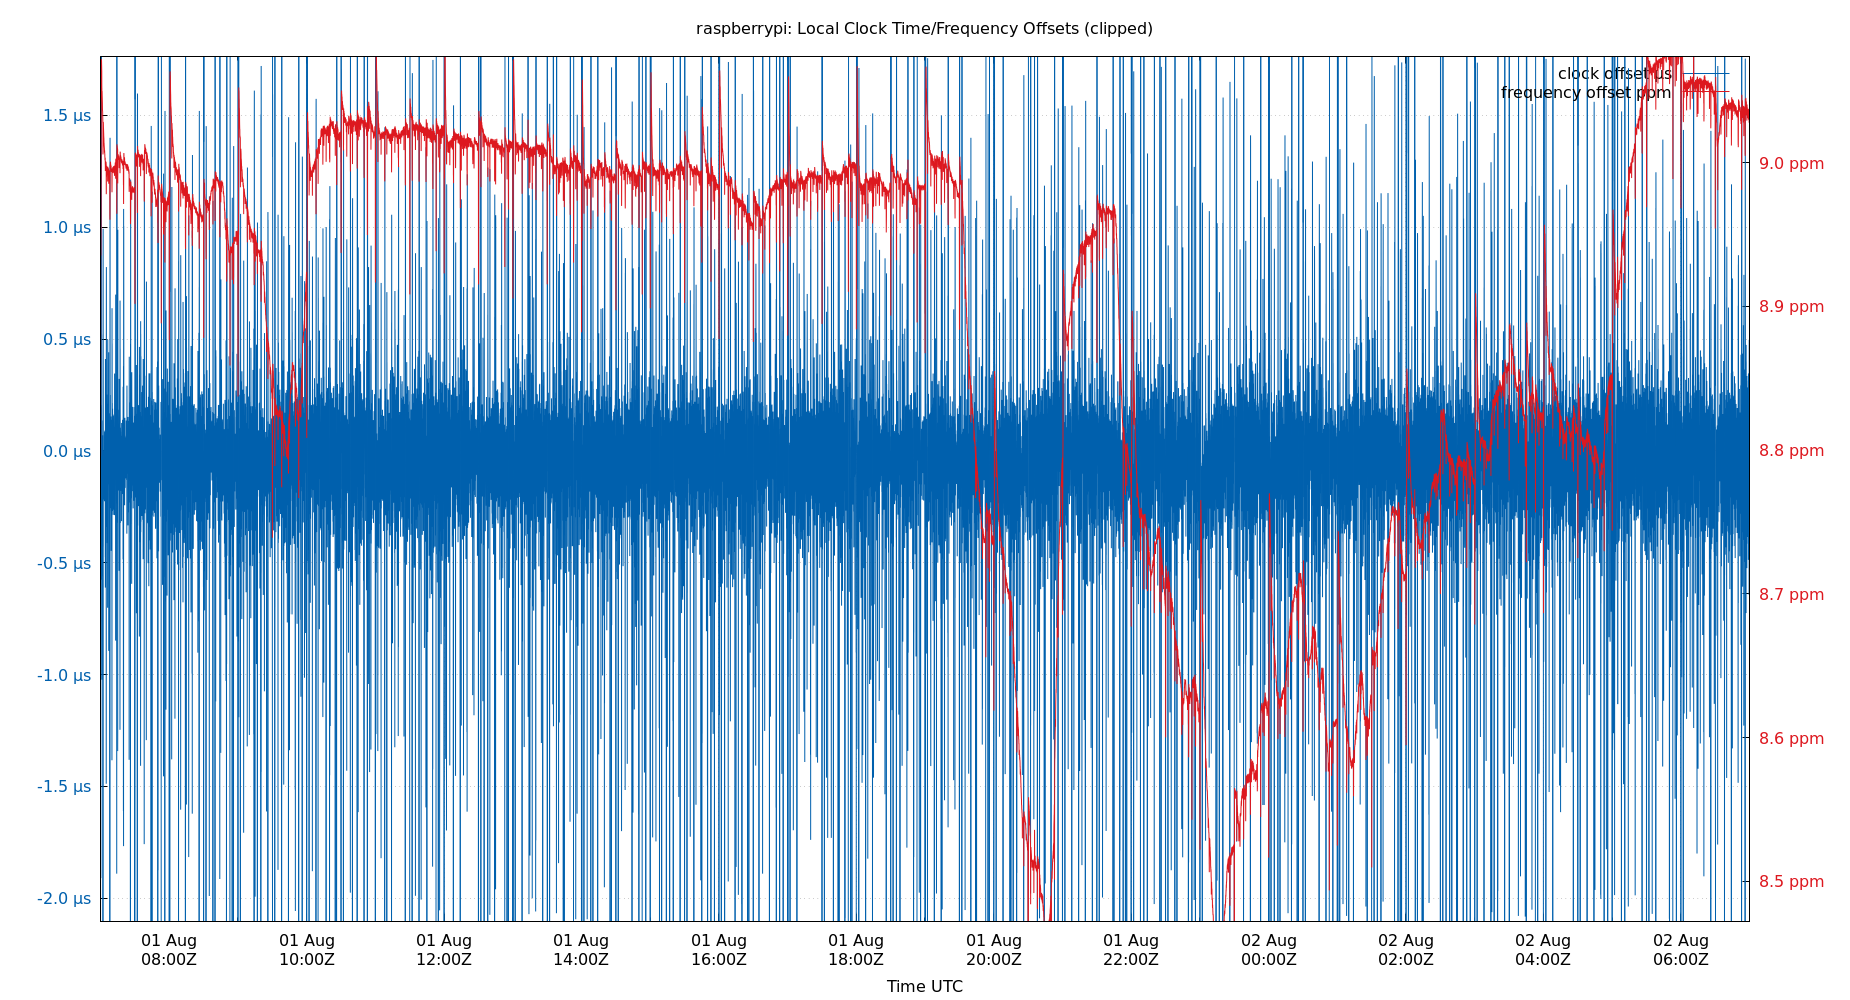 raspberrypi: Local Clock Time/Frequency Offsets (clipped)
clock offset µs
frequency offset ppm
1.5 µs
1.0 µs
0.5 µs
0.0 µs
-0.5 µs
-1.0 µs
-1.5 µs
-2.0 µs
9.0 ppm
8.9 ppm
8.8 ppm
8.7 ppm
8.6 ppm
8.5 ppm
01 Aug 01 Aug 01 Aug 01 Aug 01 Aug 01 Aug 01 Aug 01 Aug 02 Aug 02 Aug 02 Aug 02 Aug
08:00Z 10:00Z 12:00Z 14:00Z 16:00Z 18:00Z 20:00Z 22:00Z 00:00Z 02:00Z 04:00Z 06:00Z
Time UTC